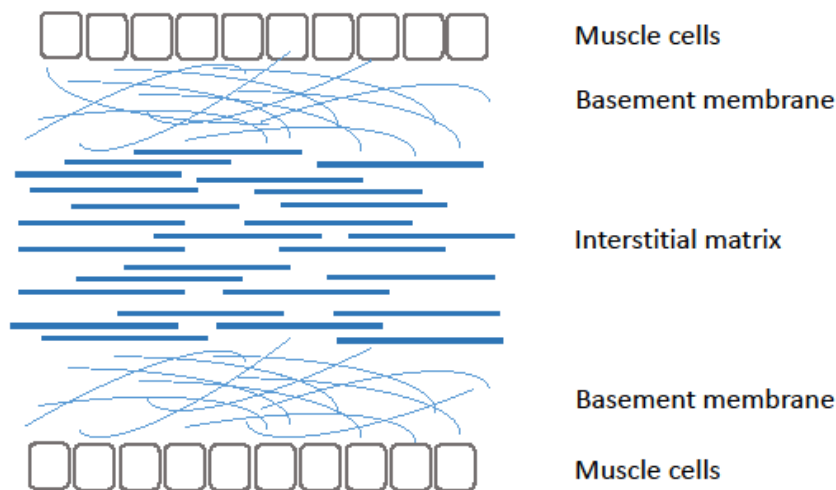 Muscle cells
Basement membrane
Interstitial matrix
Basement membrane
Muscle cells